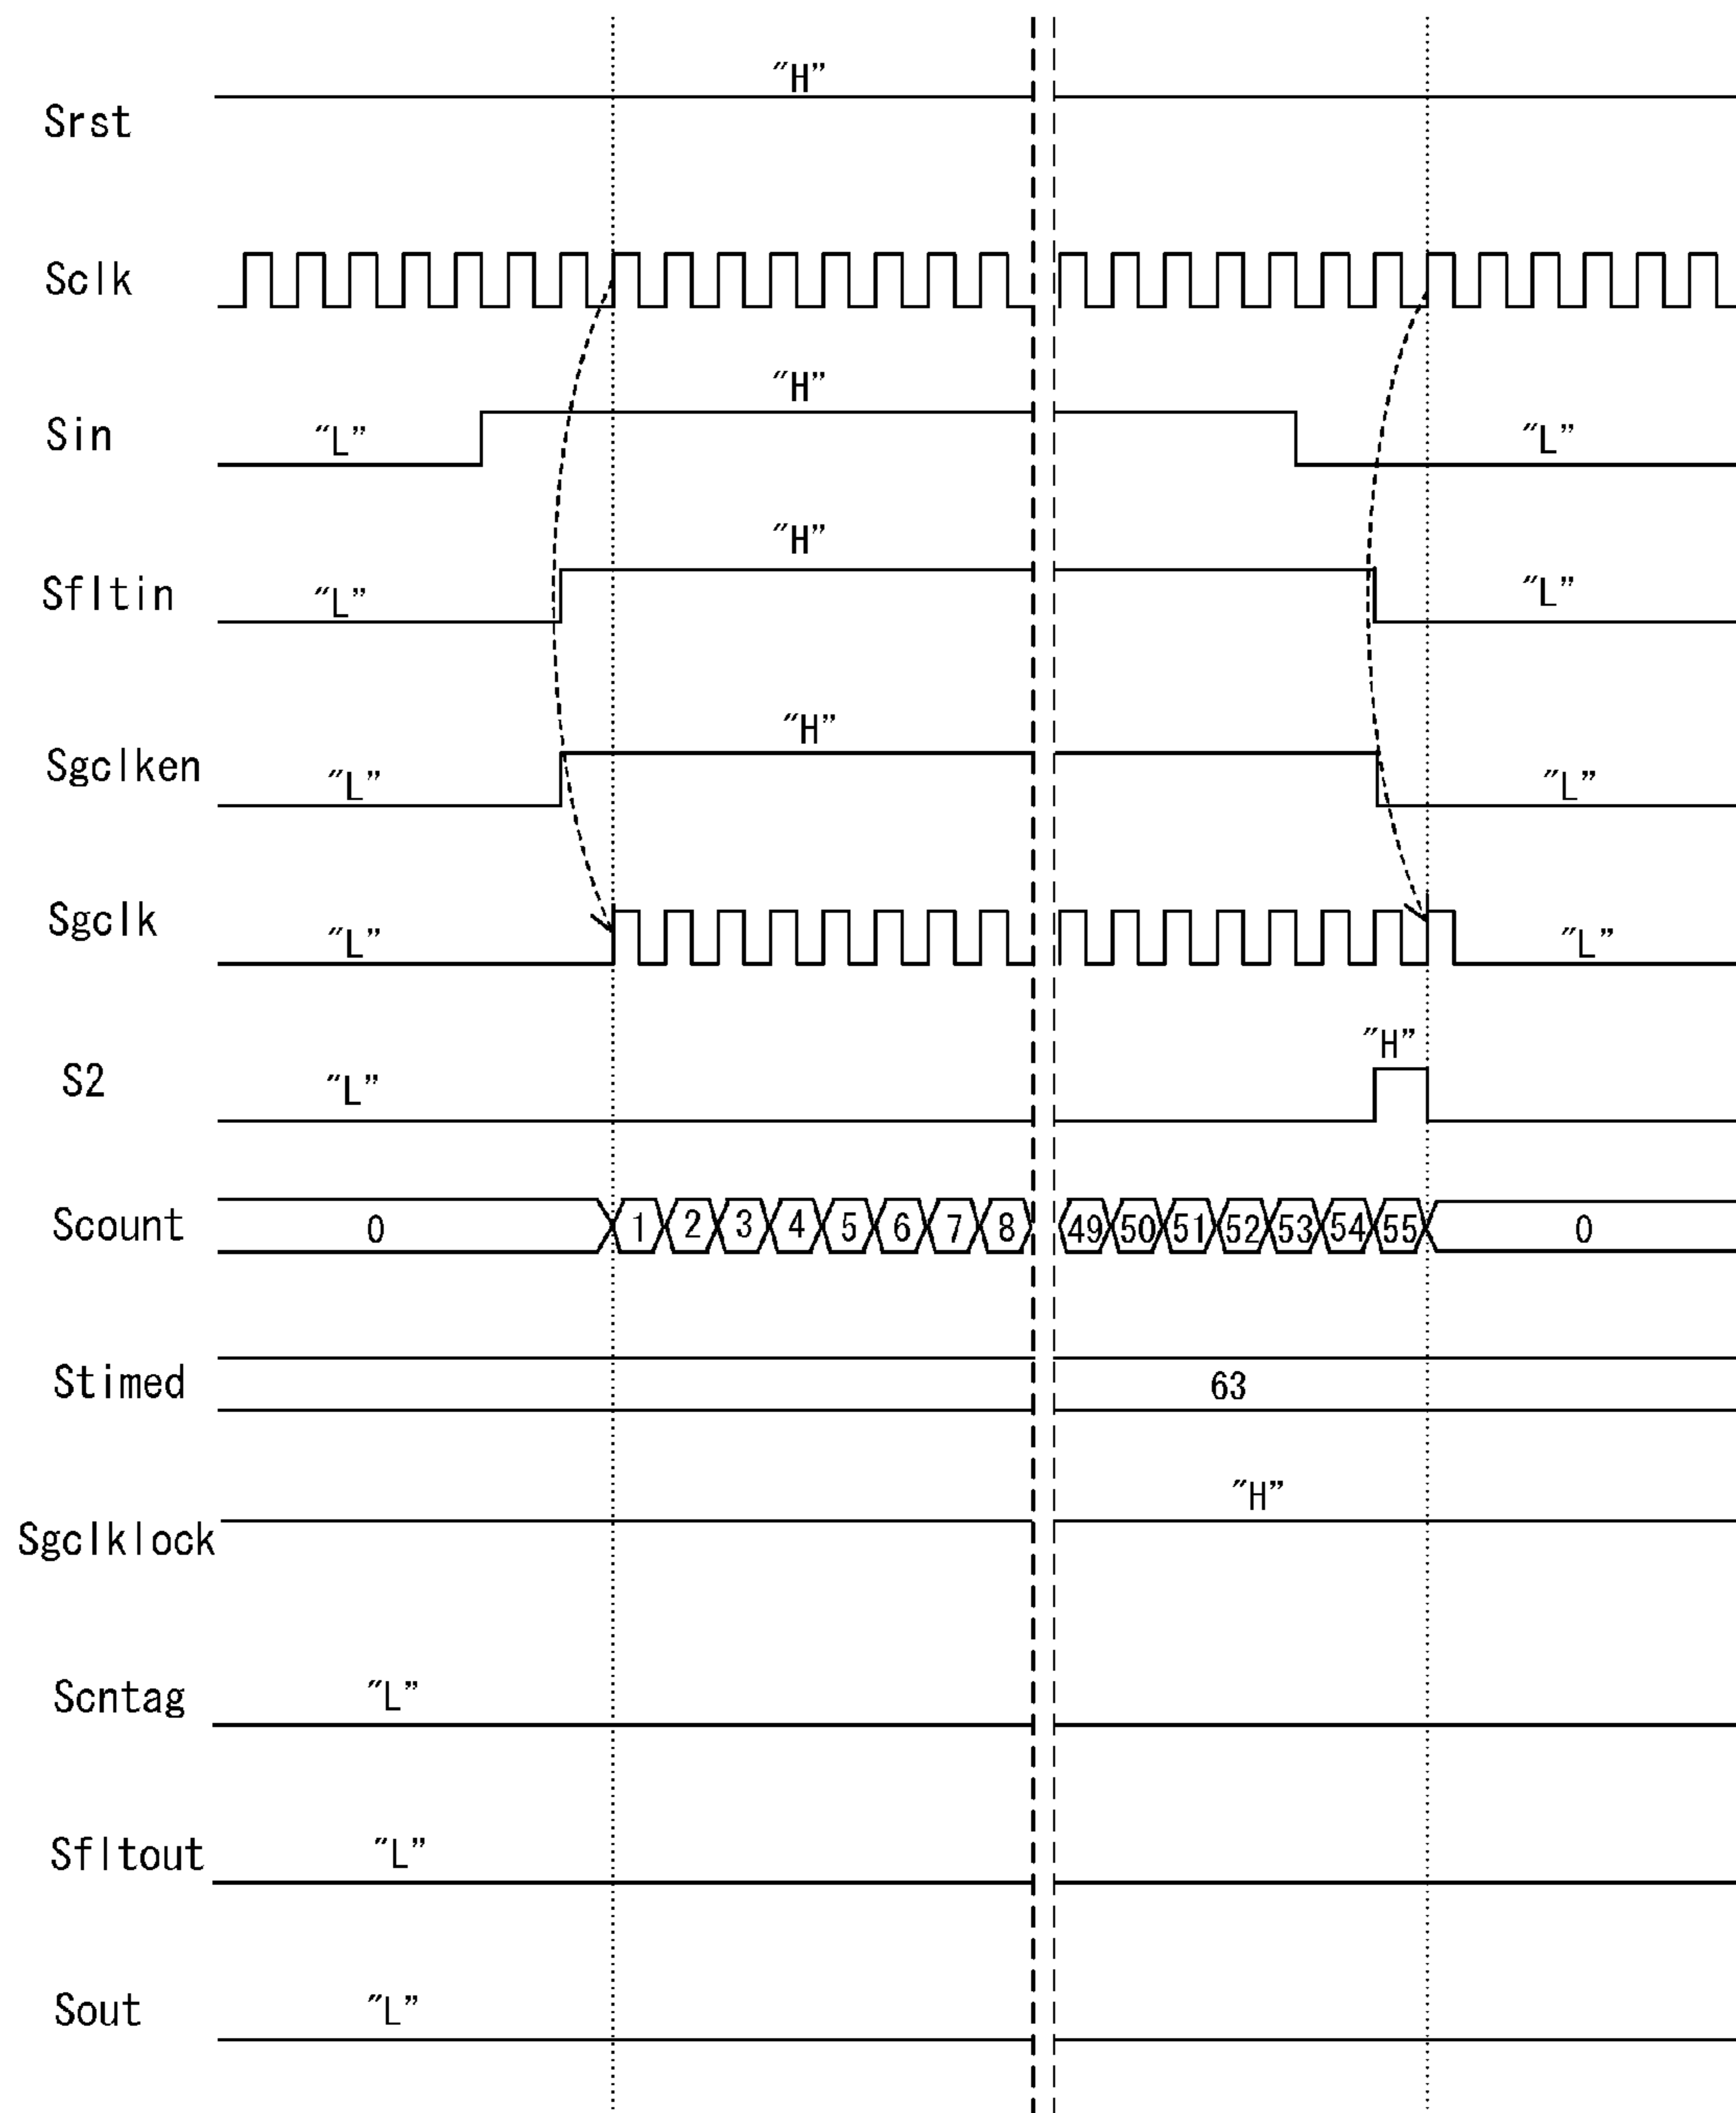 Srst "H"
Sclk
Sin "L" "H" "L"
Sfltin "L" "H" "L"
Sgclken "L" "H" "L"
Sgclk "L" "L"
S2 "L" "H"
Scount 0 1 2 3 4 5 6 7 8 49 50 51 52 53 54 55 0
Stimed 63
Sgclklock "H"
Scntag "L"
Sfltout "L"
Sout "L"